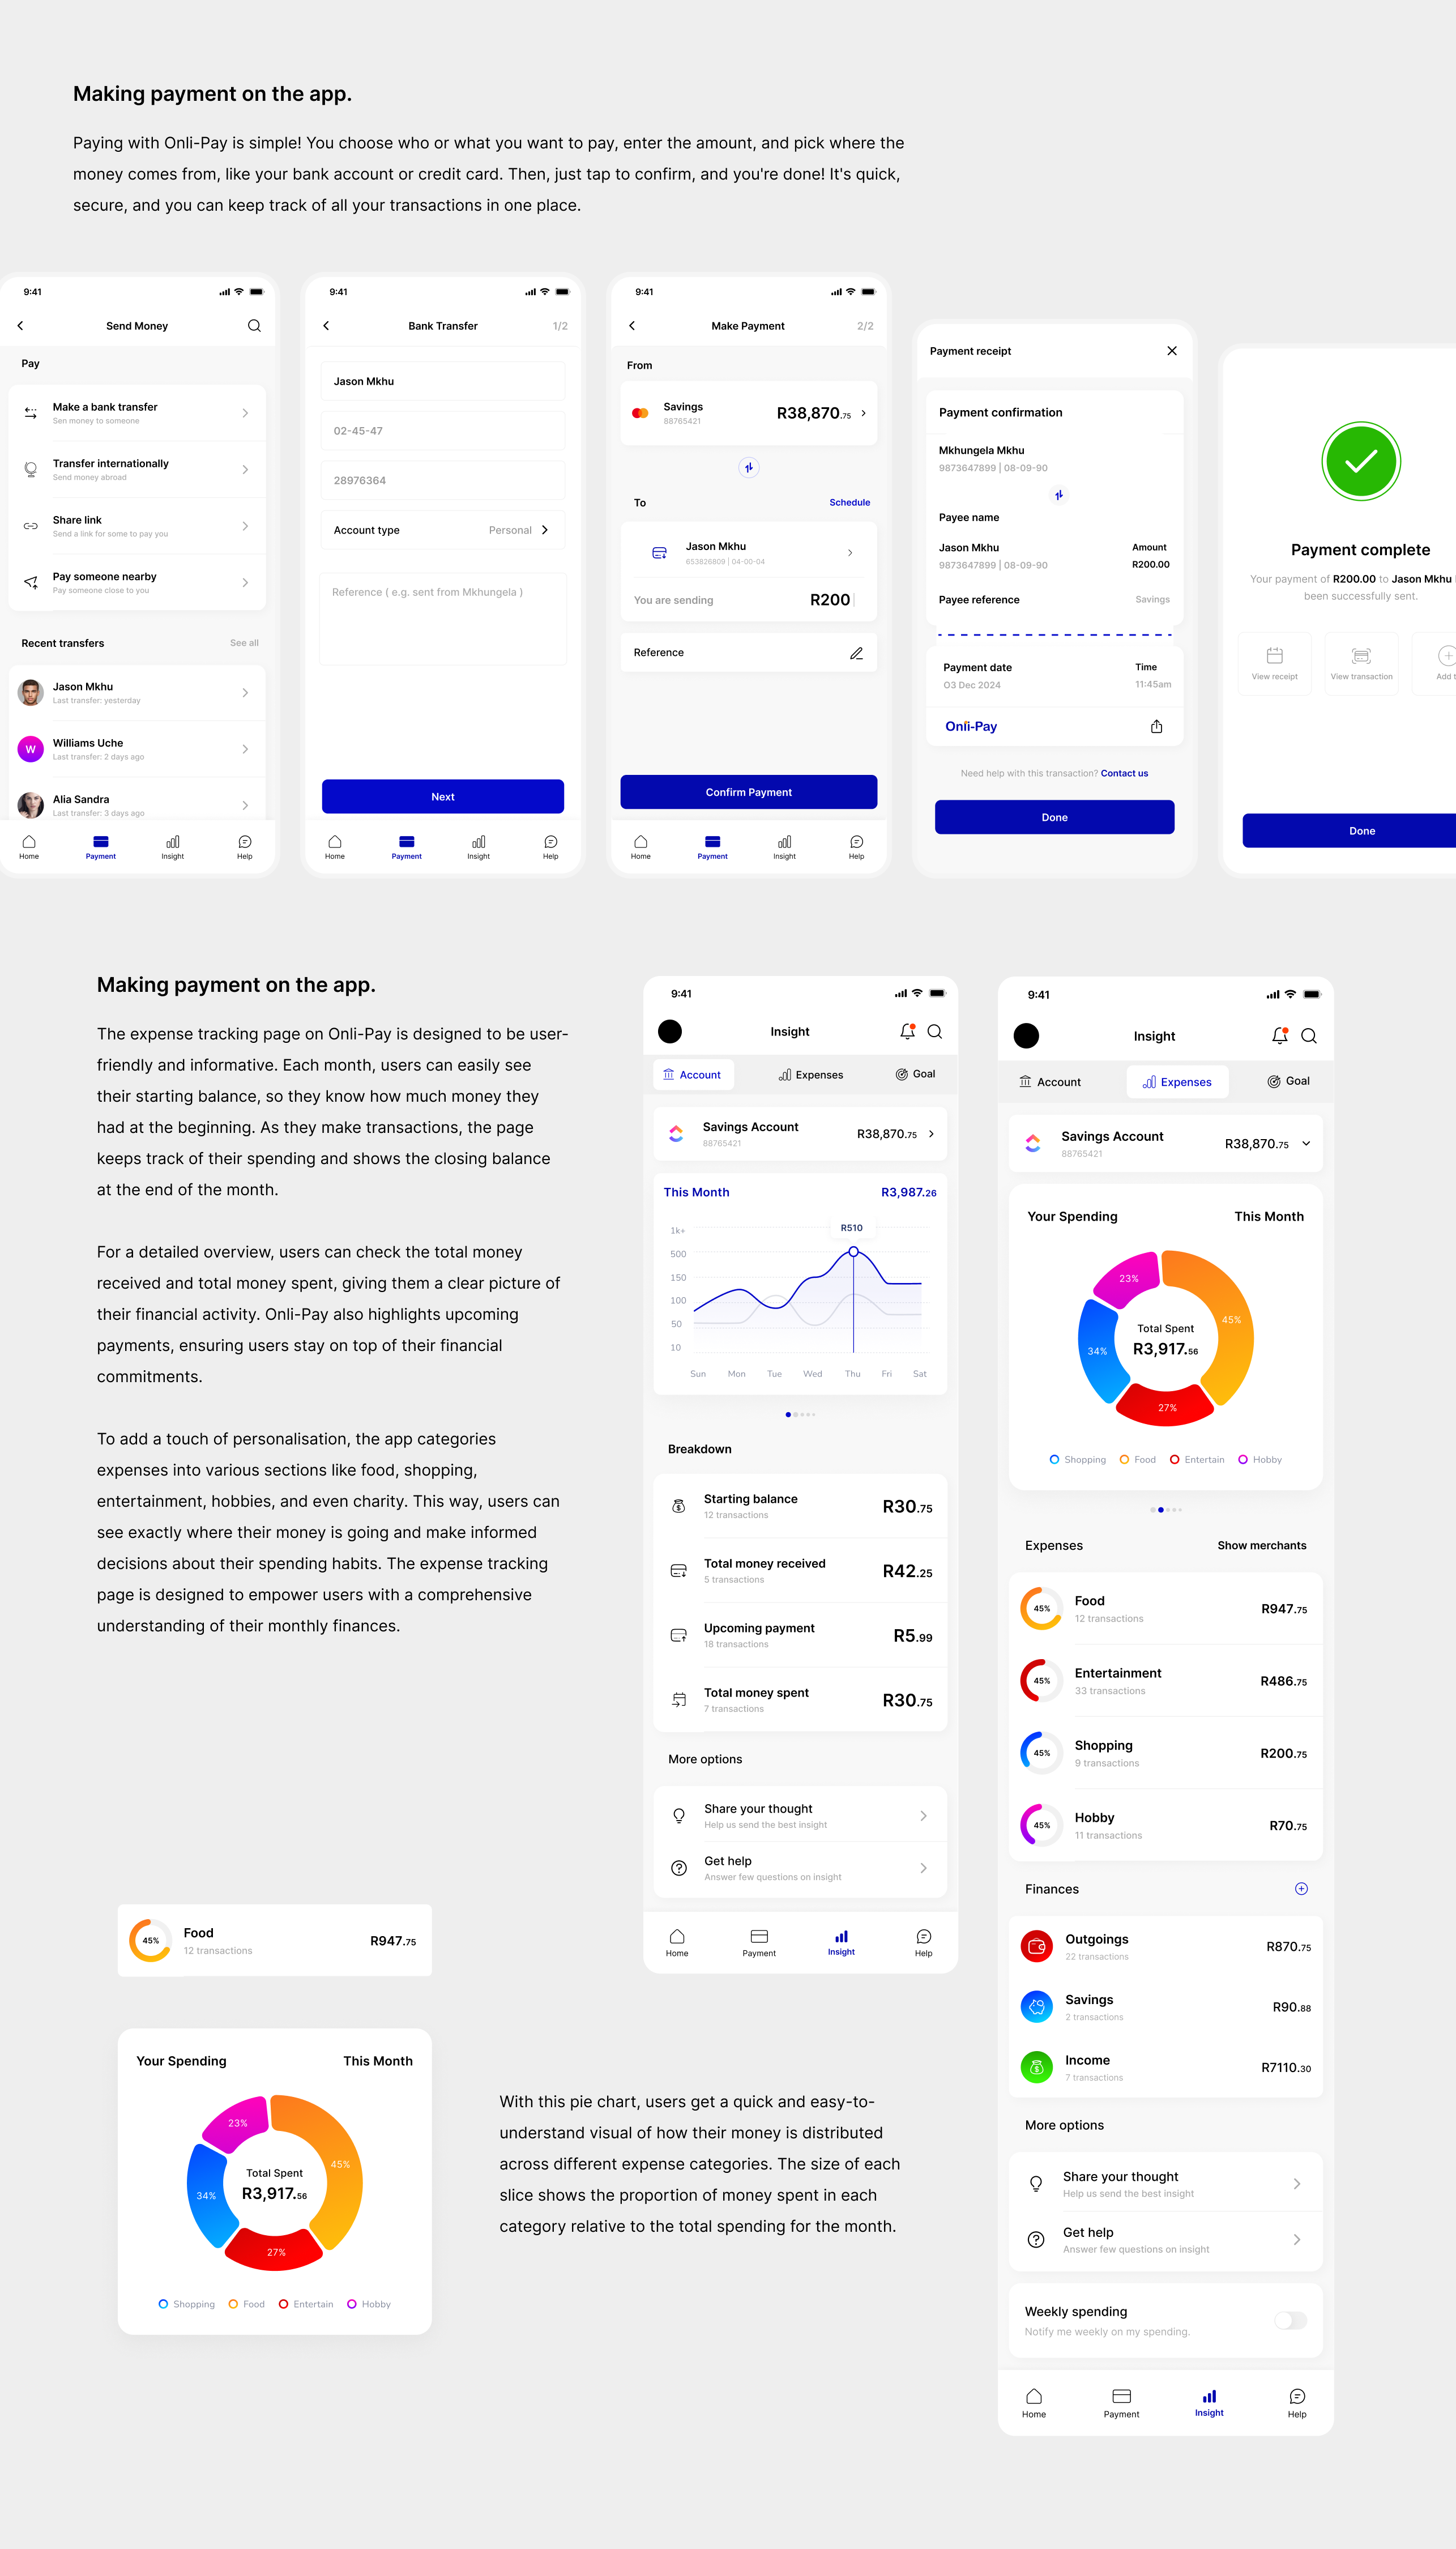 Making payment on the app.
Paying with Onli-Pay is simple! You choose who or what you want to pay, enter the amount, and pick where the
money comes from, like your bank account or credit card. Then, just tap to confirm, and you're done! It's quick,
secure, and you can keep track of all your transactions in one place.
9:41
Send Money
Pay
Make a bank transfer
Sen money to someone
Transfer internationally
Send money abroad
Share link
Send a link for some to pay you
Pay someone nearby
Pay someone close to you
Recent transfers See all
Jason Mkhu
Last transfer: yesterday
W
Williams Uche
Last transfer: 2 days ago
Alia Sandra
Last transfer: 3 days ago
Home Payment Insight Help
9:41
Bank Transfer 1/2
Jason Mkhu
02-45-47
28976364
Account type Personal
Reference ( e.g. sent from Mkhungela )
Next
Home Payment Insight Help
9:41
Make Payment 2/2
From
Savings R38,870.75
88765421
To Schedule
Jason Mkhu
653826809 | 04-00-04
You are sending R200
Reference
Confirm Payment
Home Payment Insight Help
Payment receipt
Payment confirmation
Mkhungela Mkhu
9873647899 | 08-09-90
Payee name
Jason Mkhu Amount
9873647899 | 08-09-90 R200.00
Payee reference Savings
Payment date Time
03 Dec 2024 11:45am
Onli-Pay
Need help with this transaction? Contact us
Done
Payment complete
Your payment of R200.00 to Jason Mkhu
been successfully sent.
View receipt View transaction Add t
Done
Making payment on the app.
The expense tracking page on Onli-Pay is designed to be user-
friendly and informative. Each month, users can easily see
their starting balance, so they know how much money they
had at the beginning. As they make transactions, the page
keeps track of their spending and shows the closing balance
at the end of the month.
For a detailed overview, users can check the total money
received and total money spent, giving them a clear picture of
their financial activity. Onli-Pay also highlights upcoming
payments, ensuring users stay on top of their financial
commitments.
To add a touch of personalisation, the app categories
expenses into various sections like food, shopping,
entertainment, hobbies, and even charity. This way, users can
see exactly where their money is going and make informed
decisions about their spending habits. The expense tracking
page is designed to empower users with a comprehensive
understanding of their monthly finances.
9:41
Insight
Account Expenses Goal
Savings Account R38,870.75
88765421
This Month R3,987.26
R510
1k+
500
150
100
50
10
Sun Mon Tue Wed Thu Fri Sat
Breakdown
Starting balance R30.75
12 transactions
Total money received R42.25
5 transactions
Upcoming payment R5.99
18 transactions
Total money spent R30.75
7 transactions
More options
Share your thought
Help us send the best insight
Get help
Answer few questions on insight
Home Payment Insight Help
9:41
Insight
Account Expenses Goal
Savings Account R38,870.75
88765421
Your Spending This Month
23%
45%
Total Spent
R3,917.56
34%
27%
Shopping Food Entertain Hobby
Expenses Show merchants
45% Food R947.75
12 transactions
45% Entertainment R486.75
33 transactions
45% Shopping R200.75
9 transactions
45% Hobby R70.75
11 transactions
Finances
Outgoings R870.75
22 transactions
Savings R90.88
2 transactions
Income R7110.30
7 transactions
More options
Share your thought
Help us send the best insight
Get help
Answer few questions on insight
Weekly spending
Notify me weekly on my spending.
Home Payment Insight Help
45% Food R947.75
12 transactions
Your Spending This Month
23%
45%
Total Spent
R3,917.56
34%
27%
Shopping Food Entertain Hobby
With this pie chart, users get a quick and easy-to-
understand visual of how their money is distributed
across different expense categories. The size of each
slice shows the proportion of money spent in each
category relative to the total spending for the month.